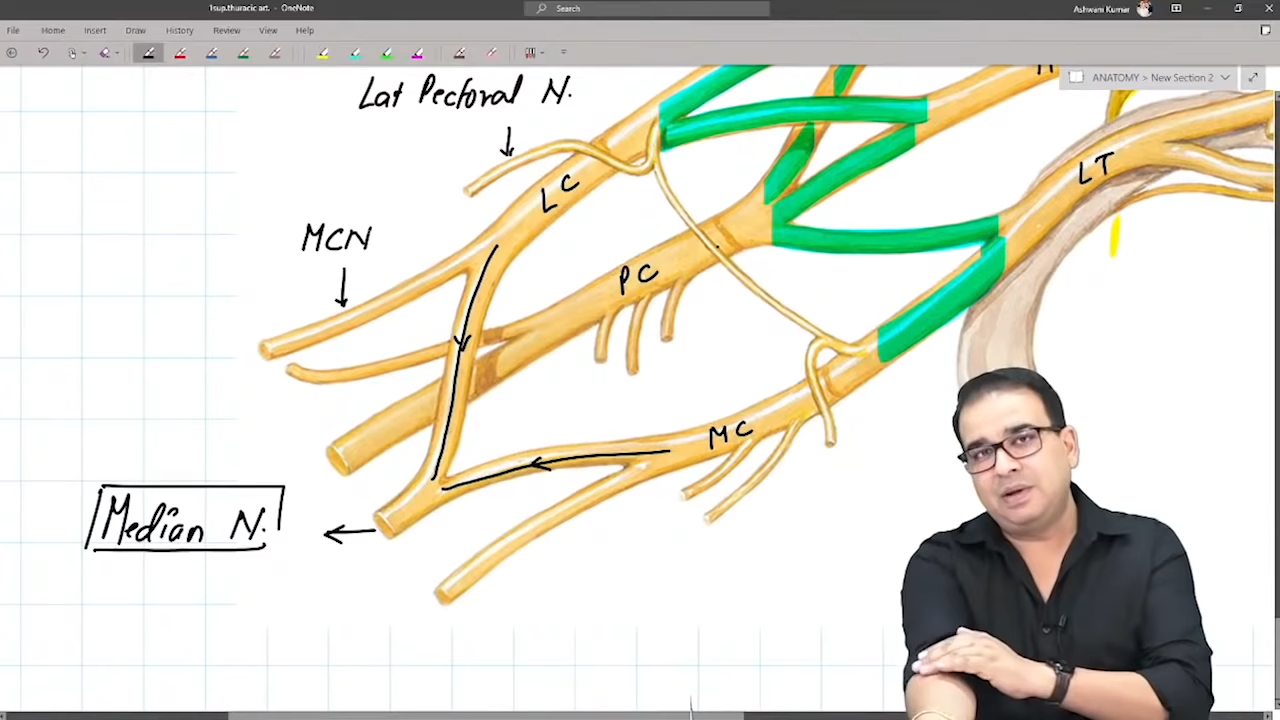 1sup.thoracic art. - OneNote
Search
Ashwani Kumar
File Home Insert Draw History Review View Help
ANATOMY > New Section 2
Lat Pectoral N.
MCN
LC
PC
MC
LT
Median N.